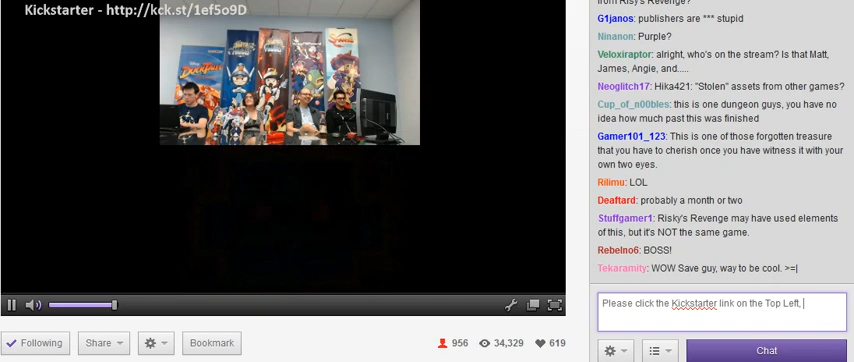 Kickstarter - http://kck.st/1ef5o9D
DUCKTALES
Following
Share
Bookmark
956
34,329
619
from Risy's Revenge?
G1janos: publishers are *** stupid
Ninanon: Purple?
Veloxiraptor: alright, who's on the stream? Is that Matt,
James, Angie, and.....
Neoglitch17: Hika421: "Stolen" assets from other games?
Cup_of_n00bles: this is one dungeon guys, you have no
idea how much past this was finished
Gamer101_123: This is one of those forgotten treasure
that you have to cherish once you have witness it with your
own two eyes.
Rilimu: LOL
Deaftard: probably a month or two
Stuffgamer1: Risky's Revenge may have used elements
of this, but it's NOT the same game.
Rebelno6: BOSS!
Tekaramity: WOW Save guy, way to be cool. >=|
Please click the Kickstarter link on the Top Left,
Chat